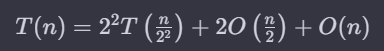 T(n) = 2²T (n/2²) + 2O (n/2) + O(n)